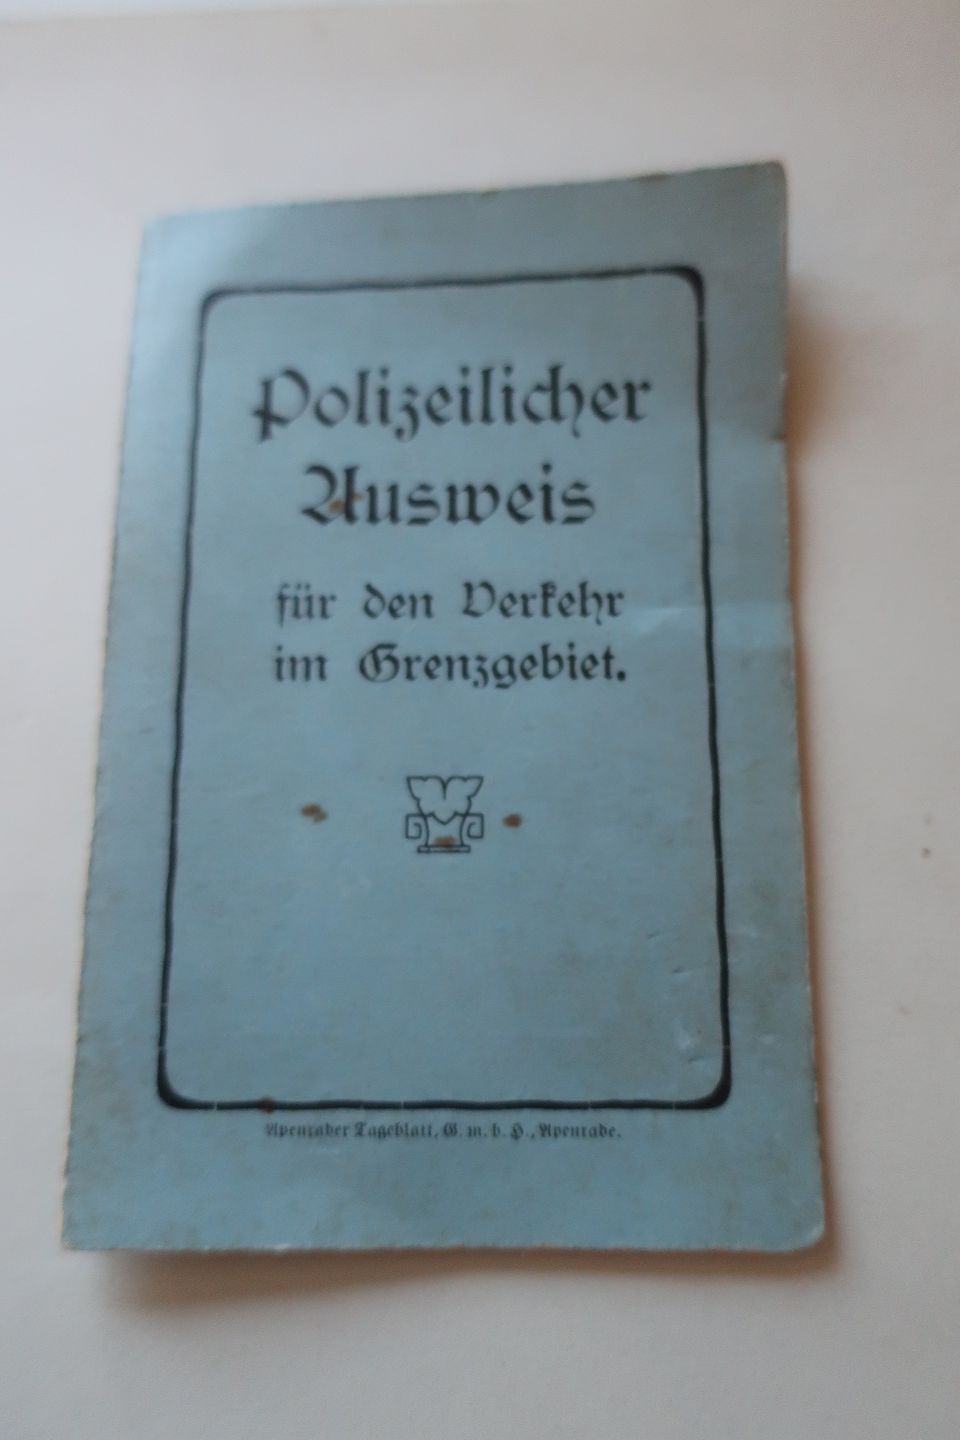 Polizeilicher
Ausweis
für den Verkehr
im Grenzgebiet.
Apenrader Tageblatt, G. m. b. H., Apenrade.